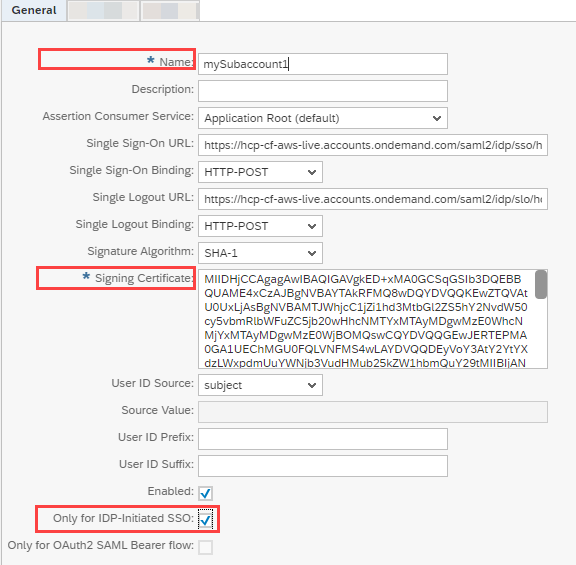 General
* Name: mySubaccount1
Description:
Assertion Consumer Service: Application Root (default)
Single Sign-On URL: https://hcp-cf-aws-live.accounts.ondemand.com/saml2/idp/sso/h
Single Sign-On Binding: HTTP-POST
Single Logout URL: https://hcp-cf-aws-live.accounts.ondemand.com/saml2/idp/slo/hc
Single Logout Binding: HTTP-POST
Signature Algorithm: SHA-1
* Signing Certificate: MIIDHjCCAgagAwIBAQIGAVgkED+xMA0GCSqGSIb3DQEBB
QUAME4xCzAJBgNVBAYTAkRFMQ8wDQYDVQQKEwZTQVAt
U0UxLjAsBgNVBAMTJWhjcC1jZi1hd3MtbGl2ZS5hY2NvdW50
cy5vbmRlbWFuZC5jb20wHhcNMTYxMTAyMDgwMzE0WhcN
MjYxMTAyMDgwMzE0WjBOMQswCQYDVQQGEwJERTEPMA
0GA1UEChMGU0FQLVNFMS4wLAYDVQQDEyVoY3AtY2YtYX
dzLWxpdmUuYWNjb3VudHMub25kZW1hbmQuY29tMIIBIjAN
User ID Source: subject
Source Value:
User ID Prefix:
User ID Suffix:
Enabled:
Only for IDP-Initiated SSO:
Only for OAuth2 SAML Bearer flow: